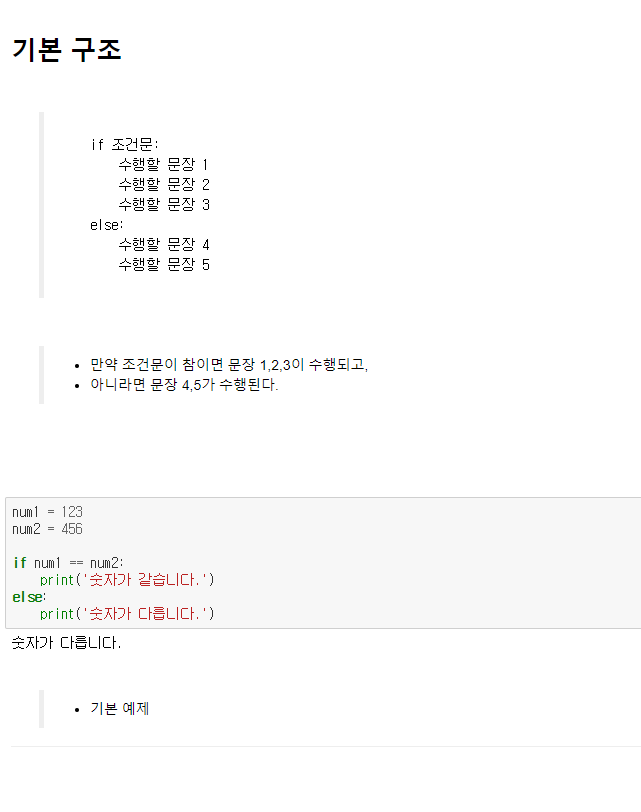 기본 구조
if 조건문:
수행할 문장 1
수행할 문장 2
수행할 문장 3
else:
수행할 문장 4
수행할 문장 5
만약 조건문이 참이면 문장 1,2,3이 수행되고,
아니라면 문장 4,5가 수행된다.
num1 = 123
num2 = 456
if num1 == num2:
print('숫자가 같습니다.')
else:
print('숫자가 다릅니다.')
숫자가 다릅니다.
기본 예제